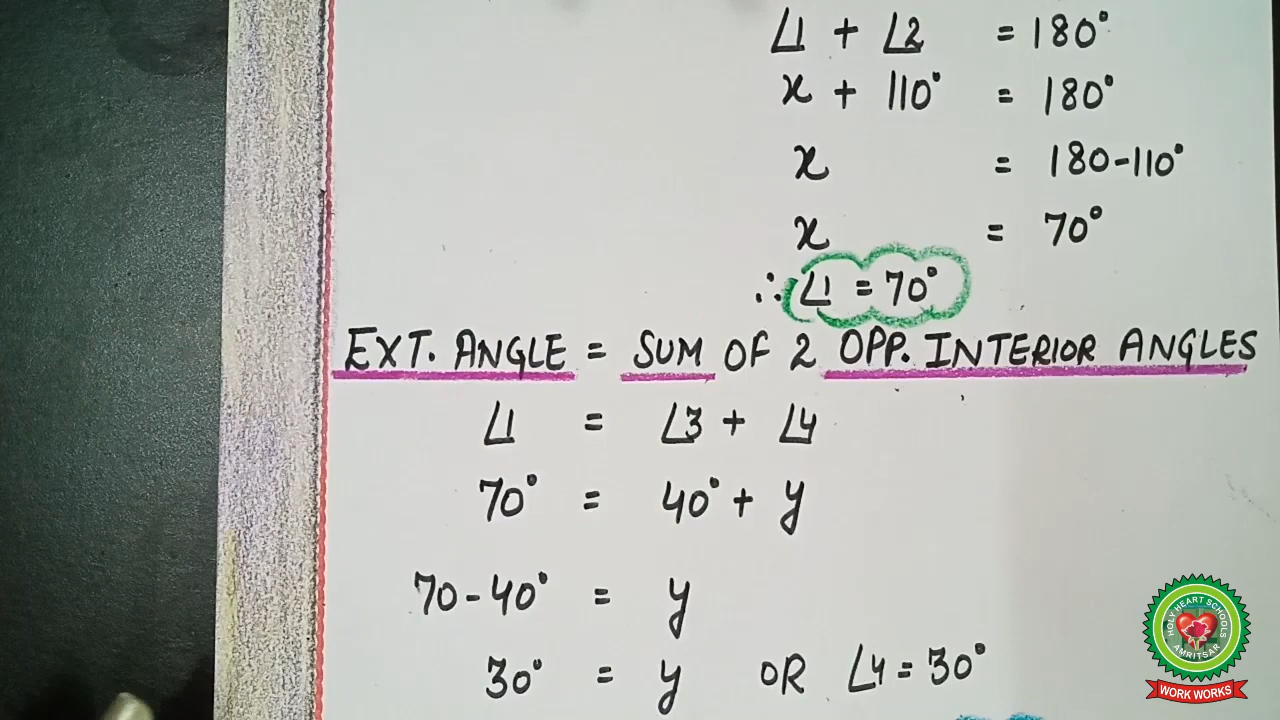 ∠1 + ∠2 = 180°
x + 110° = 180°
x = 180-110°
x = 70°
∴ ∠1 = 70°
EXT. ANGLE = SUM OF 2 OPP. INTERIOR ANGLES
∠1 = ∠3 + ∠4
70° = 40° + y
70-40° = y
30° = y OR ∠4 = 30°
HOLY HEART SCHOOLS
AMRITSAR
WORK WORKS